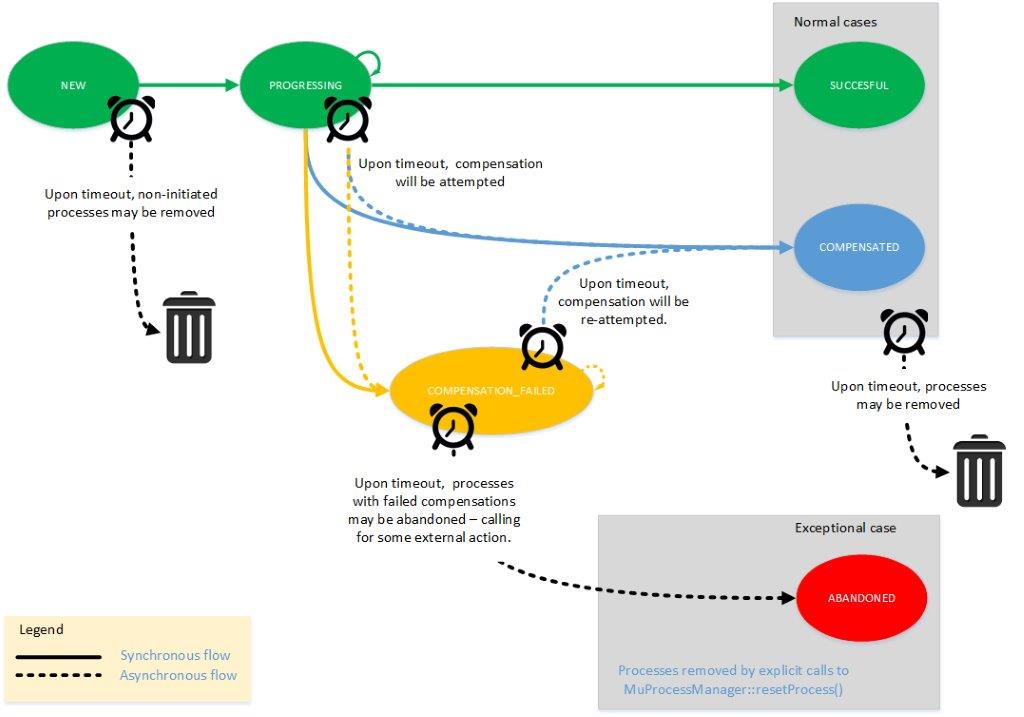 Normal cases
NEW
PROGRESSING
SUCCESFUL
Upon timeout, compensation
will be attempted
Upon timeout, non-initiated
processes may be removed
COMPENSATED
Upon timeout,
compensation will be
re-attempted.
COMPENSATION_FAILED
Upon timeout, processes
may be removed
Upon timeout, processes
with failed compensations
may be abandoned – calling
for some external action.
Exceptional case
ABANDONED
Legend
Synchronous flow
Asynchronous flow
Processes removed by explicit calls to
MuProcessManager::resetProcess()